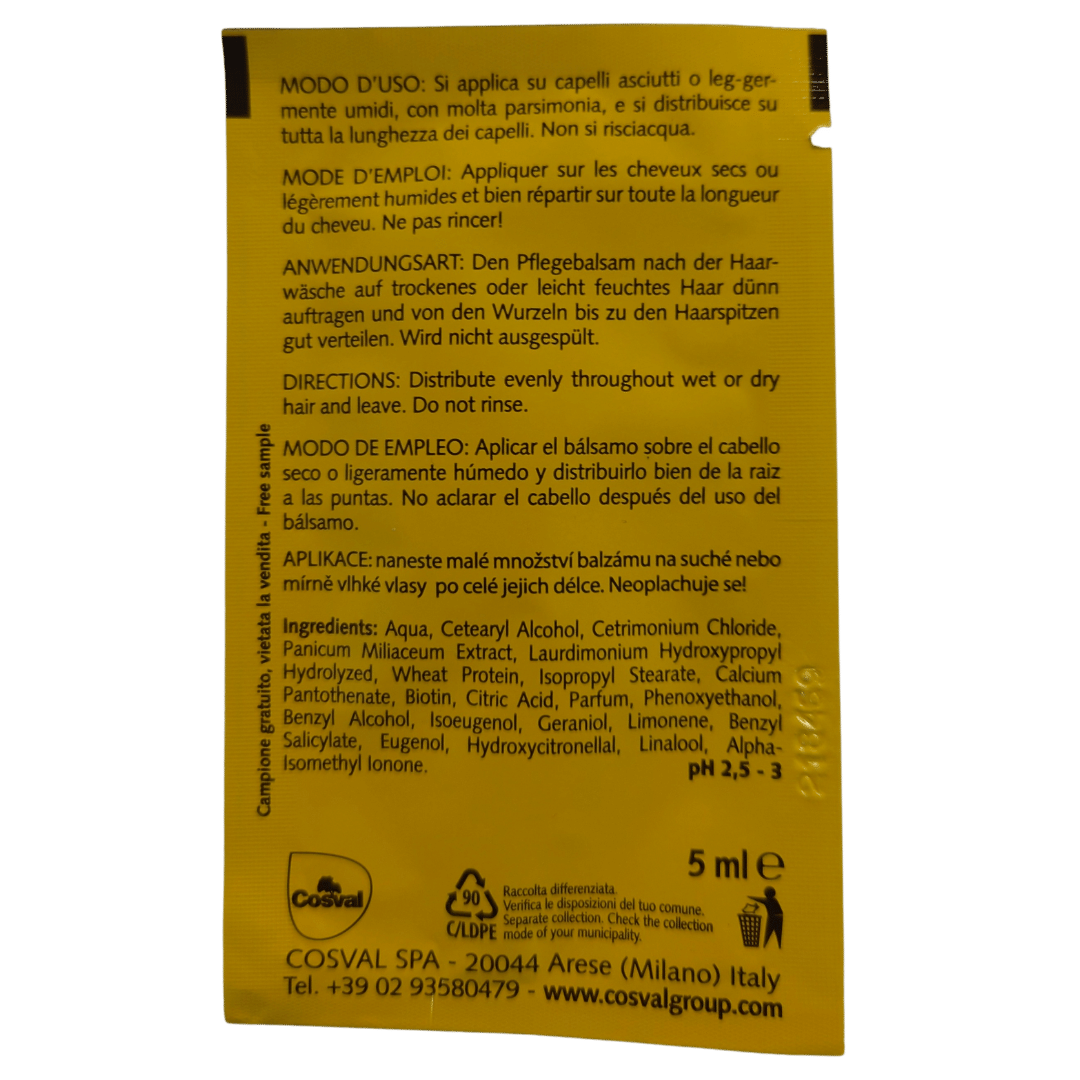 MODO D'USO: Si applica su capelli asciutti o leg-ger-
mente umidi, con molta parsimonia, e si distribuisce su
tutta la lunghezza dei capelli. Non si risciacqua.
MODE D'EMPLOI: Appliquer sur les cheveux secs ou
légèrement humides et bien répartir sur toute la longueur
du cheveu. Ne pas rincer!
ANWENDUNGSART: Den Pflegebalsam nach der Haar-
wäsche auf trockenes oder leicht feuchtes Haar dünn
auftragen und von den Wurzeln bis zu den Haarspitzen
gut verteilen. Wird nicht ausgespült.
DIRECTIONS: Distribute evenly throughout wet or dry
hair and leave. Do not rinse.
MODO DE EMPLEO: Aplicar el bálsamo sobre el cabello
seco o ligeramente húmedo y distribuirlo bien de la raiz
a las puntas. No aclarar el cabello después del uso del
bálsamo.
APLIKACE: naneste malé množství balzámu na suché nebo
mírně vlhké vlasy po celé jejich délce. Neoplachuje se!
Ingredients: Aqua, Cetearyl Alcohol, Cetrimonium Chloride,
Panicum Miliaceum Extract, Laurdimonium Hydroxypropyl
Hydrolyzed, Wheat Protein, Isopropyl Stearate, Calcium
Pantothenate, Biotin, Citric Acid, Parfum, Phenoxyethanol,
Benzyl Alcohol, Isoeugenol, Geraniol, Limonene, Benzyl
Salicylate, Eugenol, Hydroxycitronellal, Linalool, Alpha-
Isomethyl Ionone.
pH 2,5 - 3
Campione gratuito, vietata la vendita - Free sample
218469
5 ml e
Cosval
90
C/LDPE
Raccolta differenziata.
Verifica le disposizioni del tuo comune.
Separate collection. Check the collection
mode of your municipality.
COSVAL SPA - 20044 Arese (Milano) Italy
Tel. +39 02 93580479 - www.cosvalgroup.com